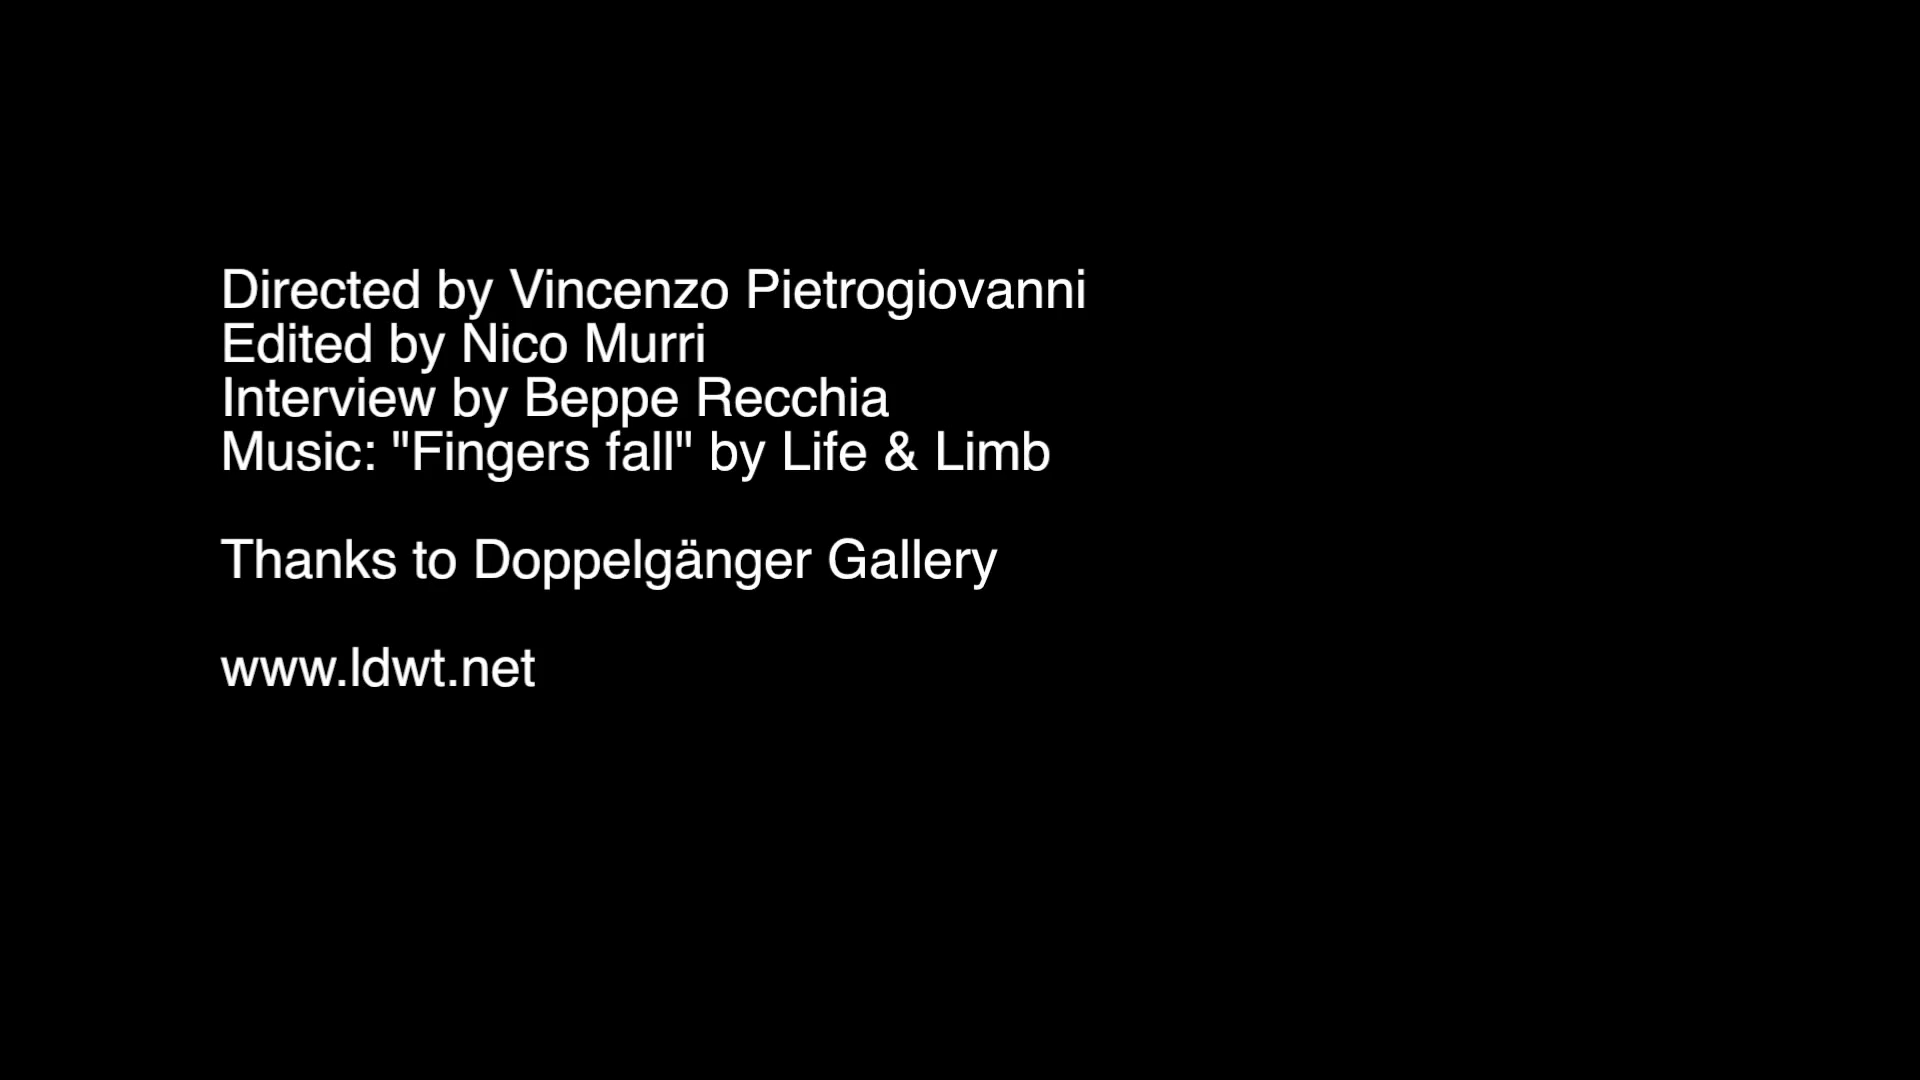 Directed by Vincenzo Pietrogiovanni
Edited by Nico Murri
Interview by Beppe Recchia
Music: "Fingers fall" by Life & Limb
Thanks to Doppelgänger Gallery
www.ldwt.net